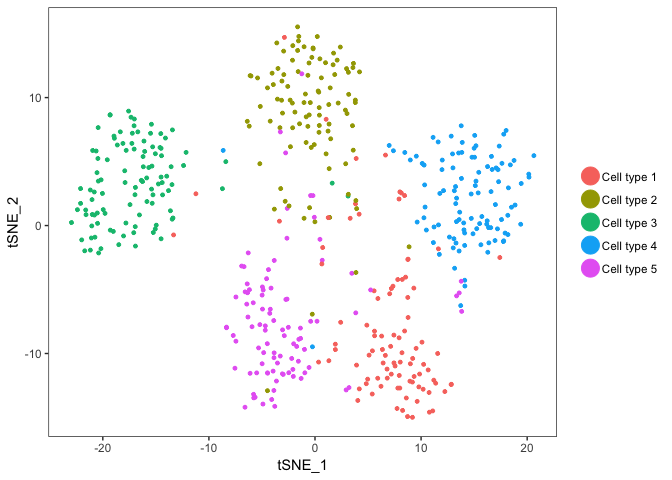 10
0
-10
tSNE_2
-20
-10
0
10
20
tSNE_1
Cell type 1
Cell type 2
Cell type 3
Cell type 4
Cell type 5